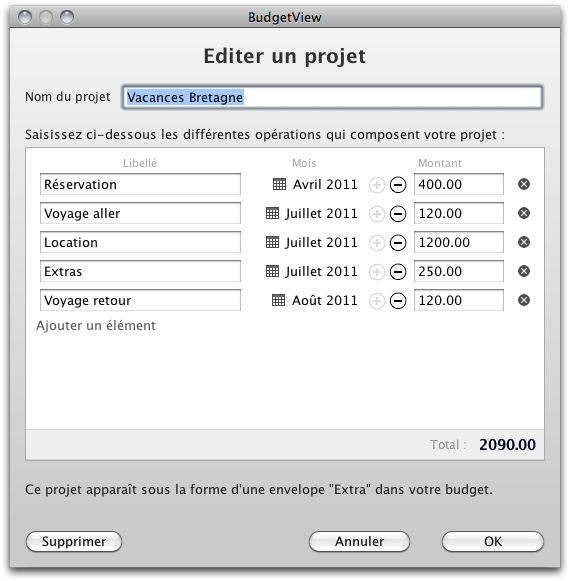 BudgetView
Editer un projet
Nom du projet Vacances Bretagne
Saisissez ci-dessous les différentes opérations qui composent votre projet :
Libellé Mois Montant
Réservation Avril 2011 400.00
Voyage aller Juillet 2011 120.00
Location Juillet 2011 1200.00
Extras Juillet 2011 250.00
Voyage retour Août 2011 120.00
Ajouter un élément
Total : 2090.00
Ce projet apparaît sous la forme d'une envelope "Extra" dans votre budget.
Supprimer Annuler OK